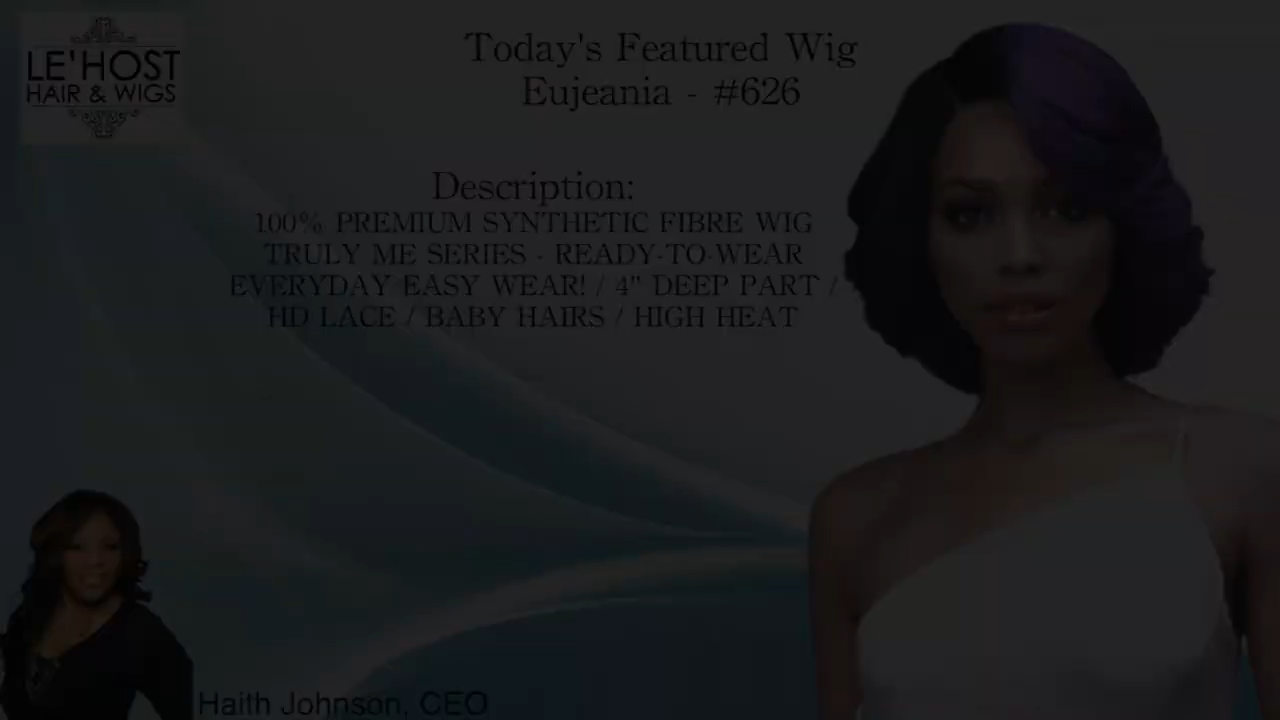 LE'HOST
HAIR & WIGS
Today's Featured Wig
Eujeania - #626
Description:
100% PREMIUM SYNTHETIC FIBRE WIG
TRULY ME SERIES - READY-TO-WEAR
EVERYDAY EASY WEAR! / 4" DEEP PART /
HD LACE / BABY HAIRS / HIGH HEAT
Haith Johnson, CEO